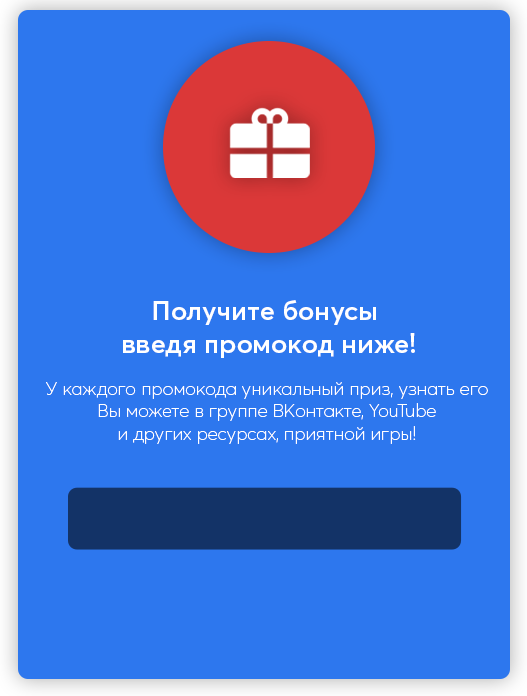 Получите бонусы
введя промокод ниже!
У каждого промокода уникальный приз, узнать его
Вы можете в группе ВКонтакте, YouTube
и других ресурсах, приятной игры!